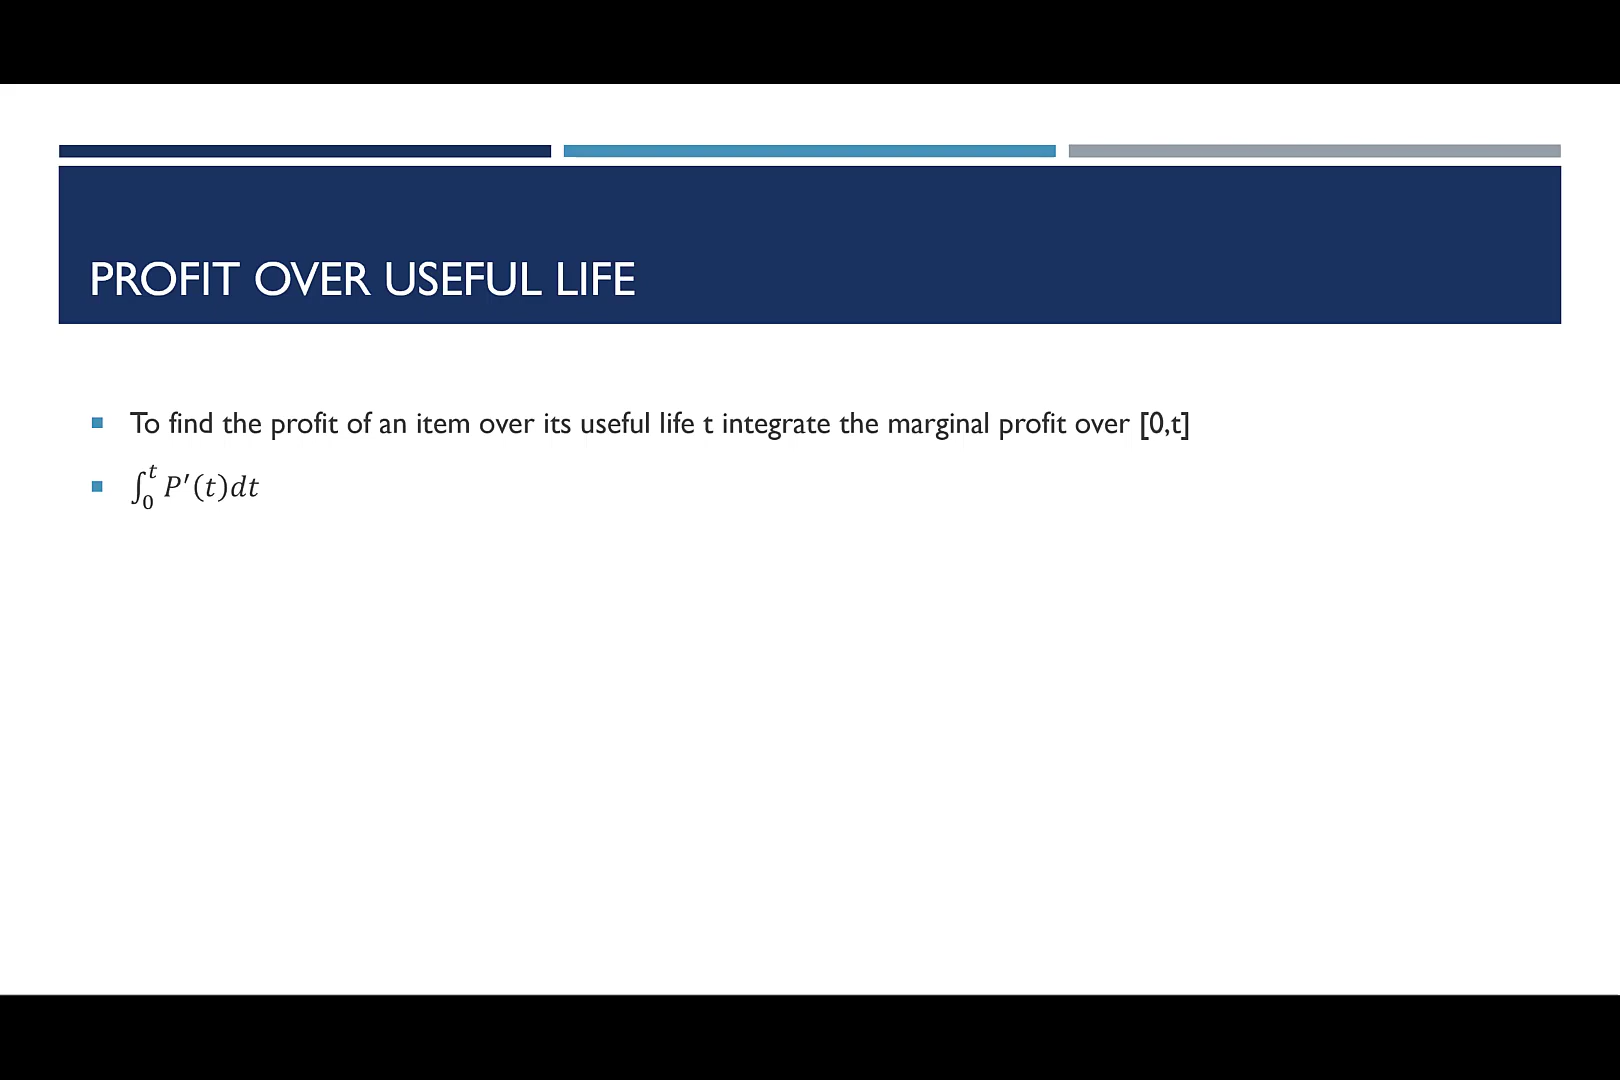 PROFIT OVER USEFUL LIFE
To find the profit of an item over its useful life t integrate the marginal profit over [0,t]
∫₀ᵗ P′(t)dt